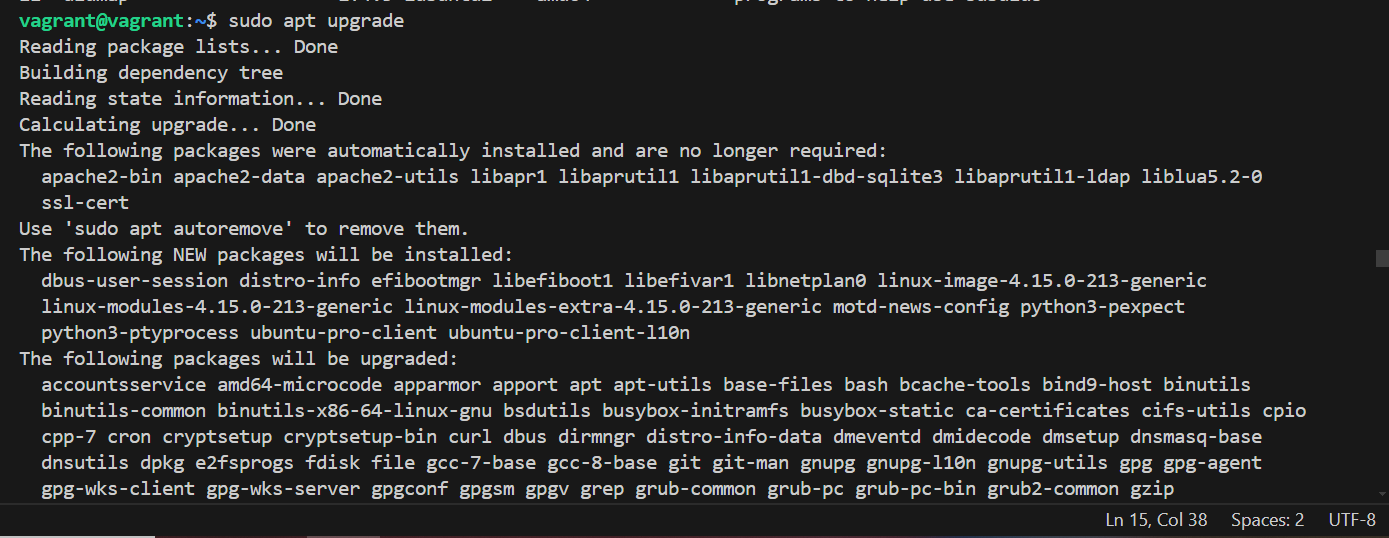 vagrant@vagrant:~$ sudo apt upgrade
Reading package lists... Done
Building dependency tree
Reading state information... Done
Calculating upgrade... Done
The following packages were automatically installed and are no longer required:
  apache2-bin apache2-data apache2-utils libapr1 libaprutil1 libaprutil1-dbd-sqlite3 libaprutil1-ldap liblua5.2-0
  ssl-cert
Use 'sudo apt autoremove' to remove them.
The following NEW packages will be installed:
  dbus-user-session distro-info efibootmgr libefiboot1 libefivar1 libnetplan0 linux-image-4.15.0-213-generic
  linux-modules-4.15.0-213-generic linux-modules-extra-4.15.0-213-generic motd-news-config python3-pexpect
  python3-ptyprocess ubuntu-pro-client ubuntu-pro-client-l10n
The following packages will be upgraded:
  accountsservice amd64-microcode apparmor apport apt apt-utils base-files bash bcache-tools bind9-host binutils
  binutils-common binutils-x86-64-linux-gnu bsdutils busybox-initramfs busybox-static ca-certificates cifs-utils cpio
  cpp-7 cron cryptsetup cryptsetup-bin curl dbus dirmngr distro-info-data dmeventd dmidecode dmsetup dnsmasq-base
  dnsutils dpkg e2fsprogs fdisk file gcc-7-base gcc-8-base git git-man gnupg gnupg-l10n gnupg-utils gpg gpg-agent
  gpg-wks-client gpg-wks-server gpgconf gpgsm gpgv grep grub-common grub-pc grub-pc-bin grub2-common gzip
Ln 15, Col 38 Spaces: 2 UTF-8